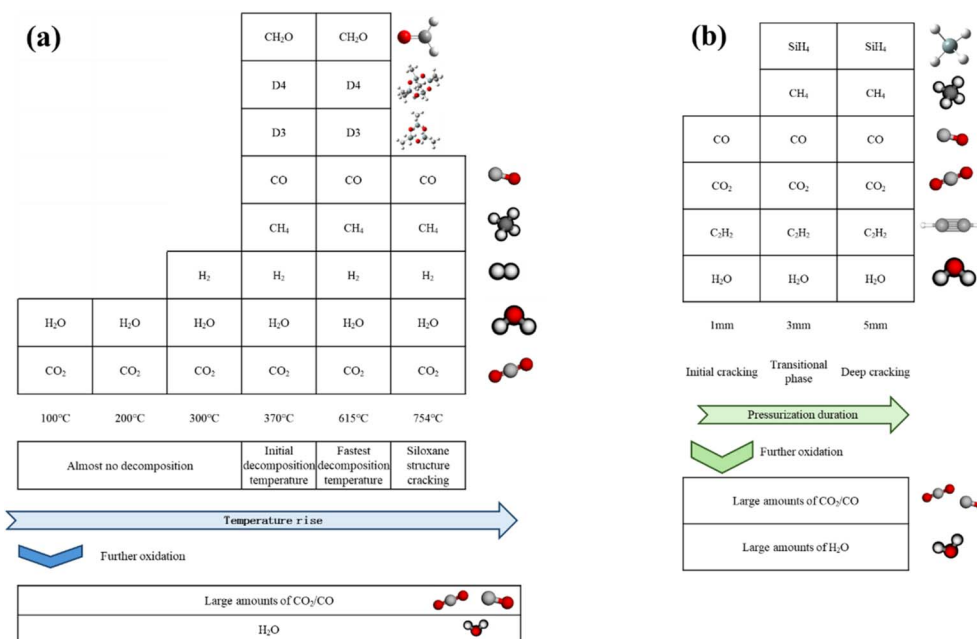 (a)
CH₂O CH₂O
D4 D4
D3 D3
CO CO CO
CH₄ CH₄ CH₄
H₂ H₂ H₂ H₂
H₂O H₂O H₂O H₂O H₂O H₂O
CO₂ CO₂ CO₂ CO₂ CO₂ CO₂
100℃ 200℃ 300℃ 370℃ 615℃ 754℃
Almost no decomposition
Initial
decomposition
temperature
Fastest
decomposition
temperature
Siloxane
structure
cracking
Temperature rise
Further oxidation
Large amounts of CO₂/CO
H₂O
(b)
SiH₄ SiH₄
CH₄ CH₄
CO CO CO
CO₂ CO₂ CO₂
C₂H₂ C₂H₂ C₂H₂
H₂O H₂O H₂O
1mm 3mm 5mm
Initial cracking
Transitional
phase
Deep cracking
Pressurization duration
Further oxidation
Large amounts of CO₂/CO
Large amounts of H₂O